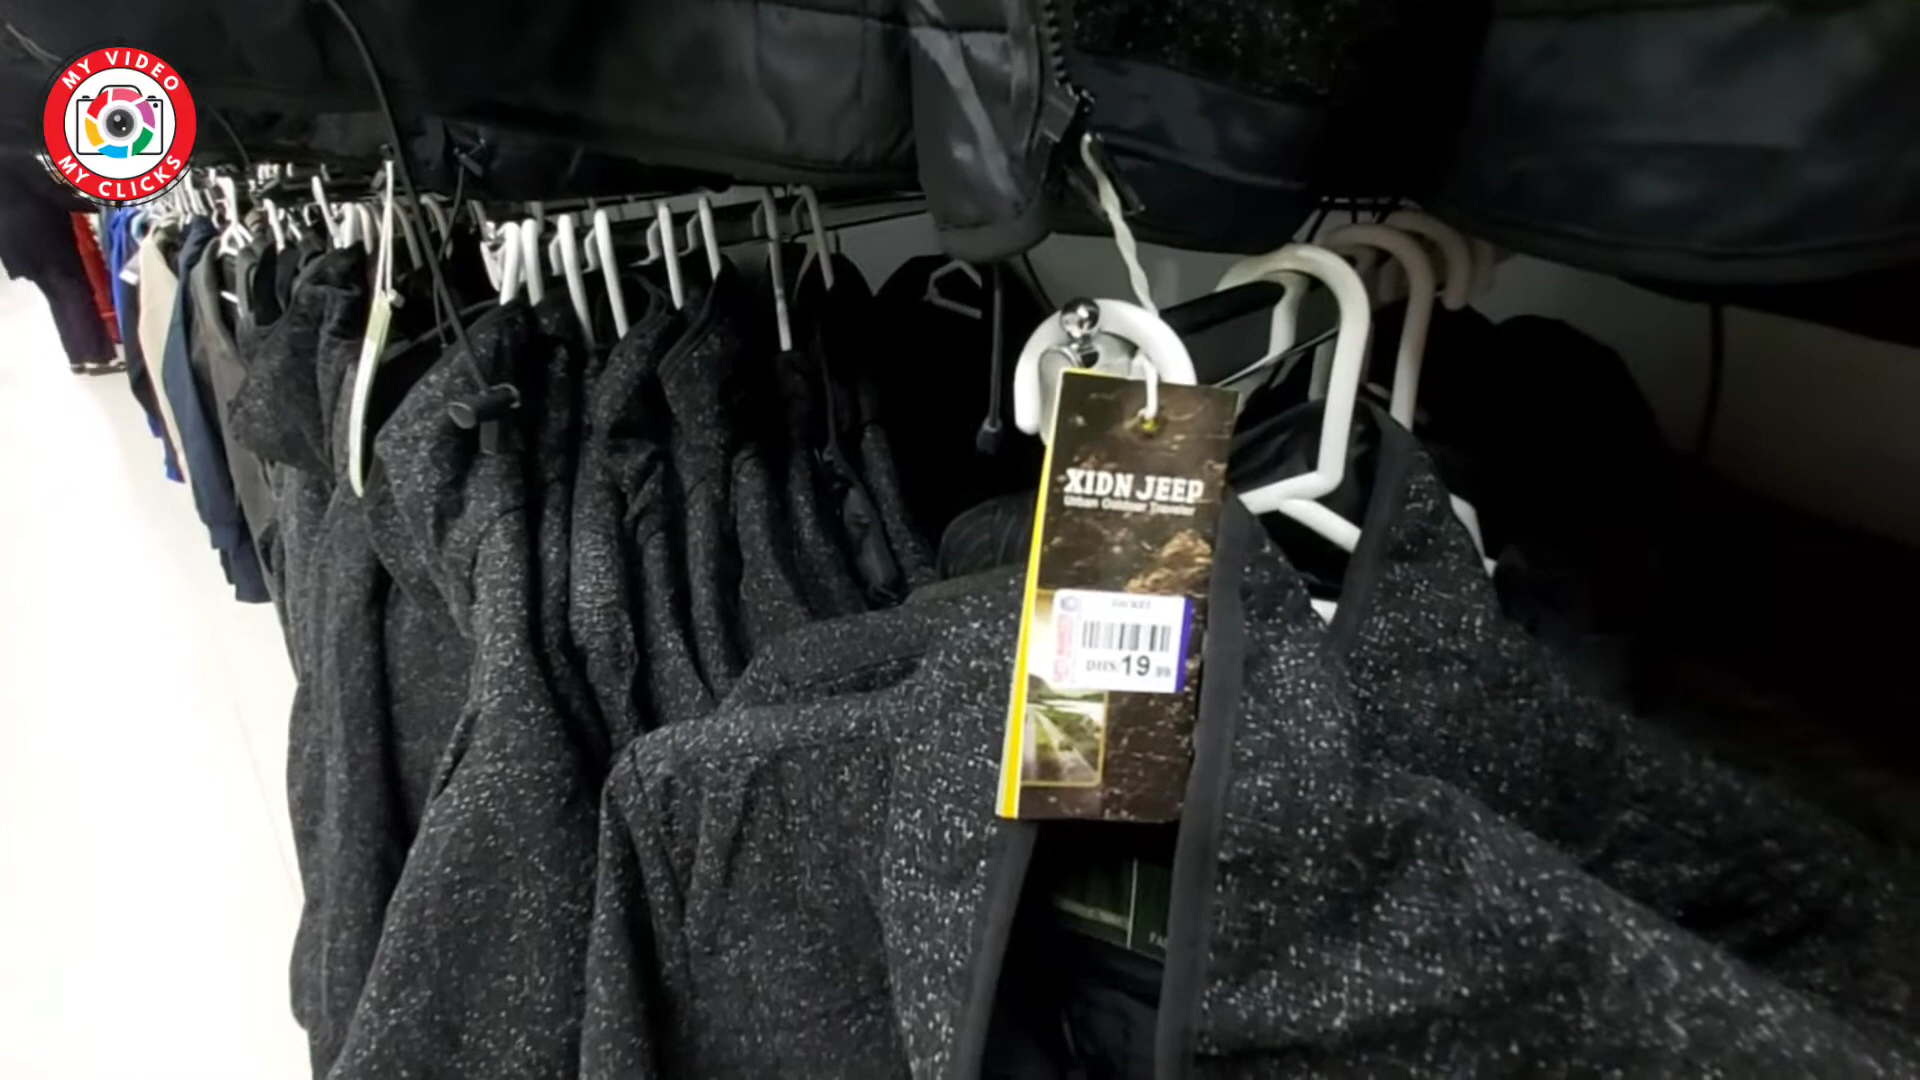 MY VIDEO
MY CLICKS
XIDN JEEP
Urban Outdoor Traveler
JACKET
DHS 19.99